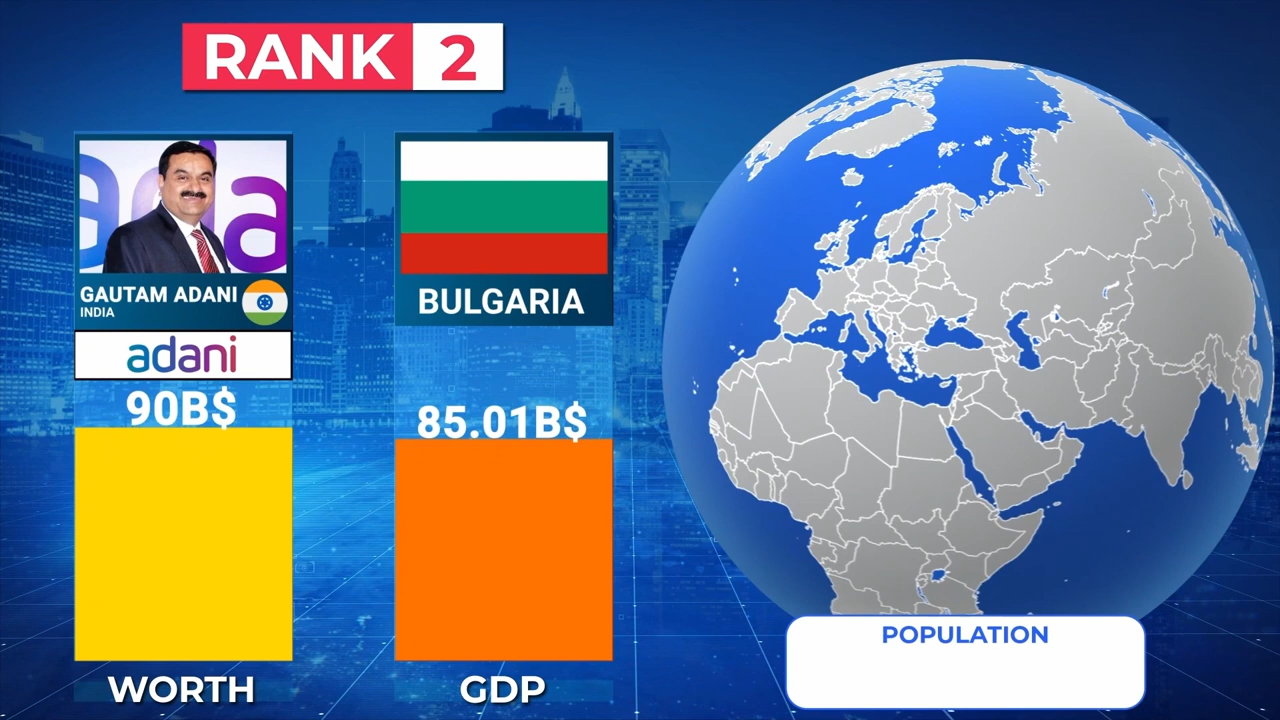 RANK 2
GAUTAM ADANI
INDIA
adani
90B$
WORTH
BULGARIA
85.01B$
GDP
POPULATION